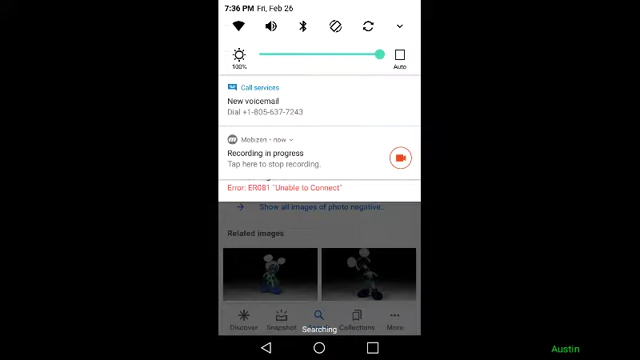 7:36 PM Fri, Feb 26
100%
Auto
Call services
New voicemail
Dial +1-805-637-7243
Mobizen - now
Recording in progress
Tap here to stop recording.
Error: ER081 "Unable to Connect"
Show all images of photo negative..
Related images
Discover
Snapshot
Collections
More
Searching
Austin